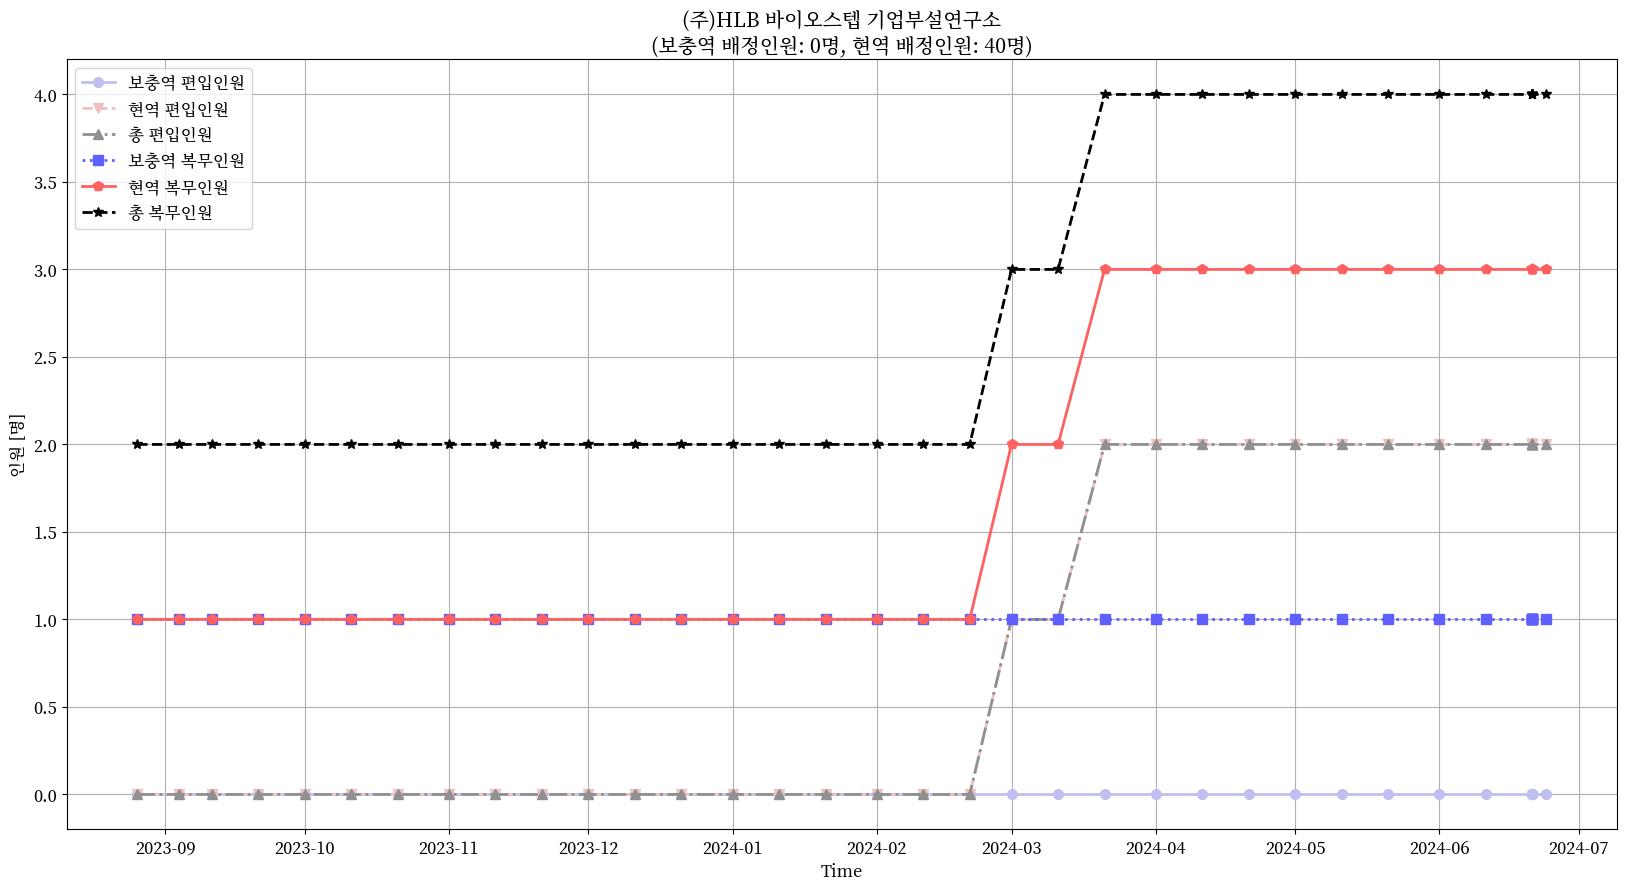 (주)HLB 바이오스텝 기업부설연구소
(보충역 배정인원: 0명, 현역 배정인원: 40명)
보충역 편입인원
현역 편입인원
총 편입인원
보충역 복무인원
현역 복무인원
총 복무인원
인원 [명]
4.0
3.5
3.0
2.5
2.0
1.5
1.0
0.5
0.0
2023-09 2023-10 2023-11 2023-12 2024-01 2024-02 2024-03 2024-04 2024-05 2024-06 2024-07
Time